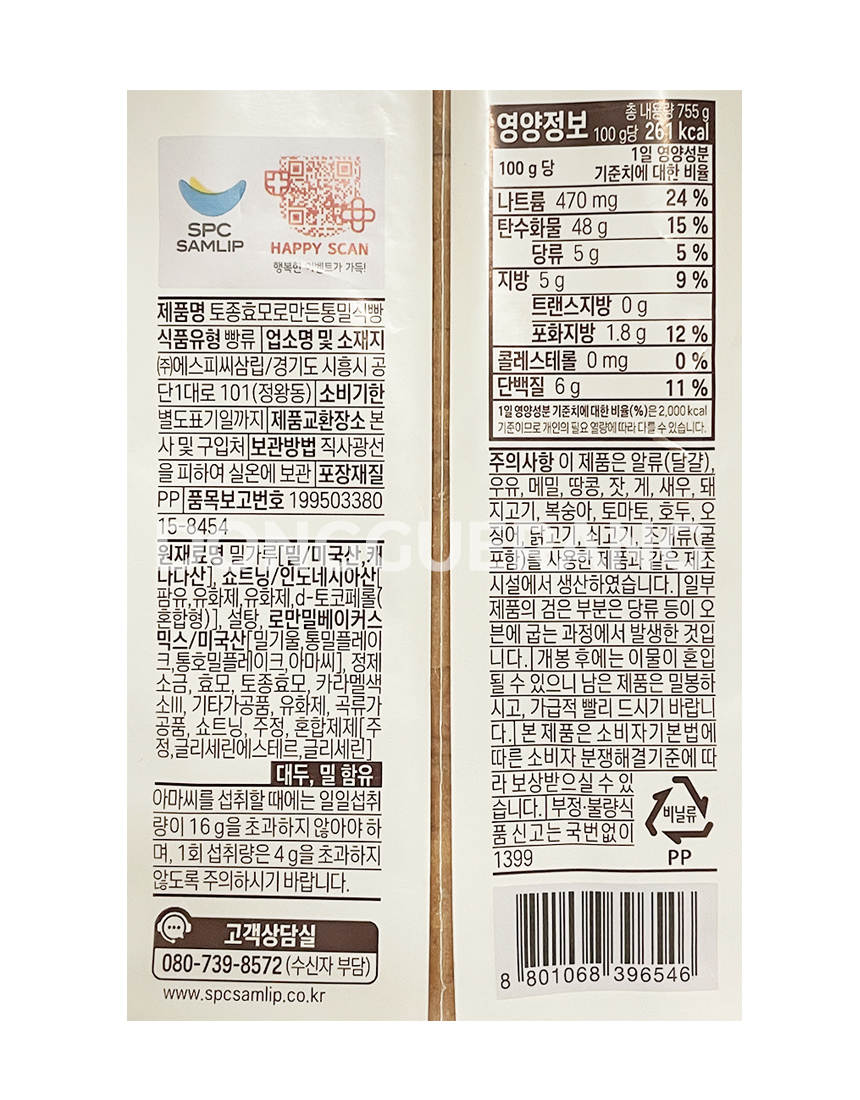 SPC
SAMLIP
HAPPY SCAN
행복한 이벤트가 가득!
제품명 토종효모로만든통밀식빵
식품유형 빵류 | 업소명 및 소재지
㈜에스피씨삼립/경기도 시흥시 공
단1대로 101(정왕동) | 소비기한
별도표기일까지 | 제품교환장소 본
사 및 구입처 | 보관방법 직사광선
을 피하여 실온에 보관 | 포장재질
PP | 품목보고번호 199503380
15-8454
원재료명 밀가루[밀/미국산 캐
나다산], 쇼트닝/인도네시아산[
팜유,유화제,유화제,d-토코페롤(
혼합형)], 설탕, 로만밀베이커스
믹스/미국산[밀기울,통밀플레이
크,통호밀플레이크,아마씨], 정제
소금, 효모, 토종효모, 카라멜색
소III, 기타가공품, 유화제, 곡류가
공품, 쇼트닝, 주정, 혼합제제[주
정,글리세린에스테르,글리세린]
대두, 밀 함유
아마씨를 섭취할 때에는 일일섭취
량이 16 g을 초과하지 않아야 하
며, 1회 섭취량은 4 g을 초과하지
않도록 주의하시기 바랍니다.
고객상담실
080-739-8572 (수신자 부담)
www.spcsamlip.co.kr
영양정보 총 내용량 755 g
100 g당 261 kcal
100 g 당 1일 영양성분
기준치에 대한 비율
나트륨 470 mg 24 %
탄수화물 48 g 15 %
당류 5 g 5 %
지방 5 g 9 %
트랜스지방 0 g
포화지방 1.8 g 12 %
콜레스테롤 0 mg 0 %
단백질 6 g 11 %
1일 영양성분 기준치에 대한 비율(%)은 2,000 kcal
기준이므로 개인의 필요 열량에 따라 다를 수 있습니다.
주의사항 이 제품은 알류(달걀),
우유, 메밀, 땅콩, 잣, 게, 새우, 돼
지고기, 복숭아, 토마토, 호두, 오
징어, 닭고기, 쇠고기, 조개류(굴
포함)를 사용한 제품과 같은 제조
시설에서 생산하였습니다. | 일부
제품의 검은 부분은 당류 등이 오
븐에 굽는 과정에서 발생한 것입
니다. | 개봉 후에는 이물이 혼입
될 수 있으니 남은 제품은 밀봉하
시고, 가급적 빨리 드시기 바랍니
다. | 본 제품은 소비자기본법에
따른 소비자 분쟁해결기준에 따
라 보상받으실 수 있
습니다. | 부정·불량식
품 신고는 국번없이
1399
비닐류
PP
8 801068 396546